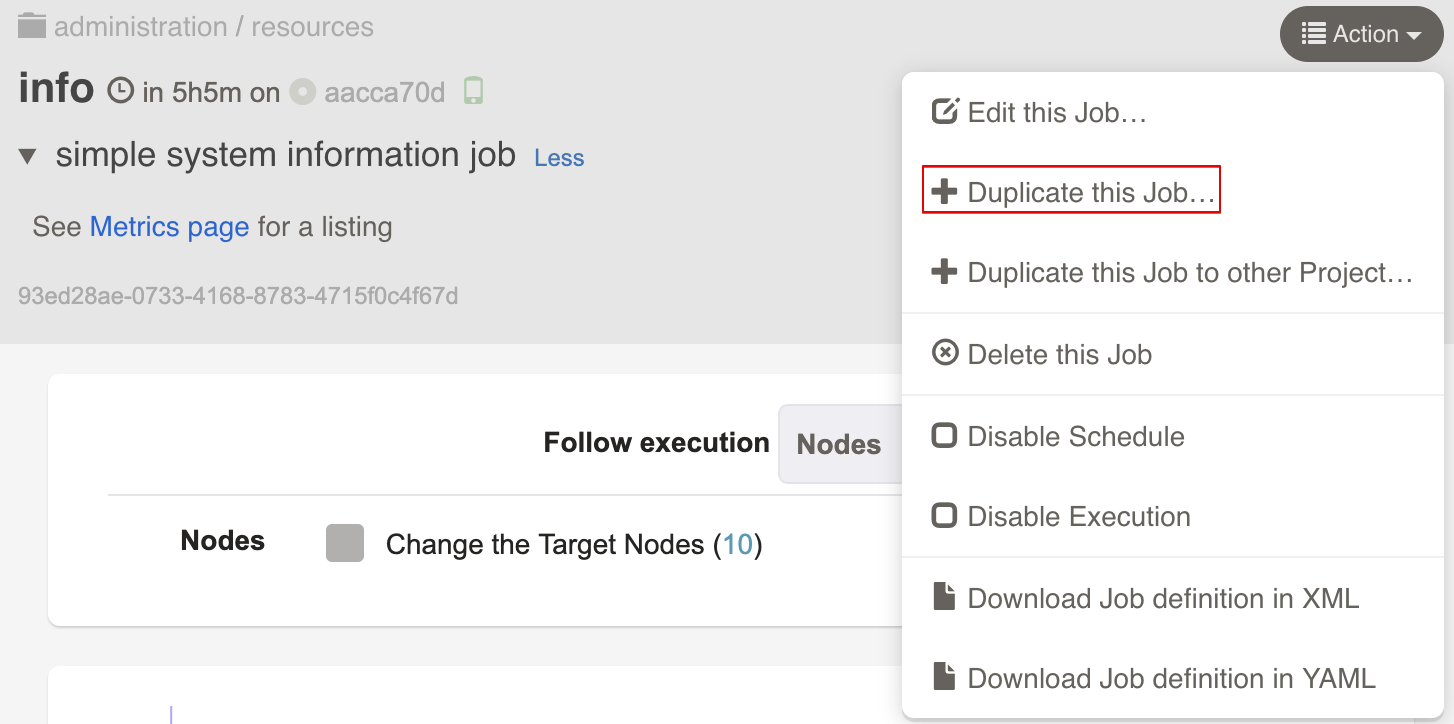 administration / resources
Action
info in 5h5m on aacca70d
simple system information job Less
See Metrics page for a listing
93ed28ae-0733-4168-8783-4715f0c4f67d
Edit this Job…
Duplicate this Job…
Duplicate this Job to other Project…
Delete this Job
Disable Schedule
Disable Execution
Download Job definition in XML
Download Job definition in YAML
Follow execution Nodes
Nodes Change the Target Nodes (10)